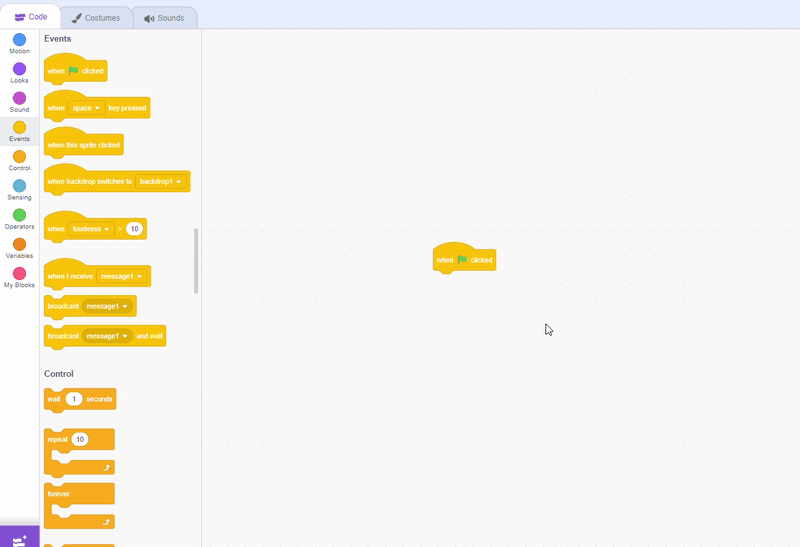 Code
Costumes
Sounds
Motion
Looks
Sound
Events
Control
Sensing
Operators
Variables
My Blocks
Events
when clicked
when space key pressed
when this sprite clicked
when backdrop switches to backdrop1
when loudness > 10
when I receive message1
broadcast message1
broadcast message1 and wait
Control
wait 1 seconds
repeat 10
forever
when clicked